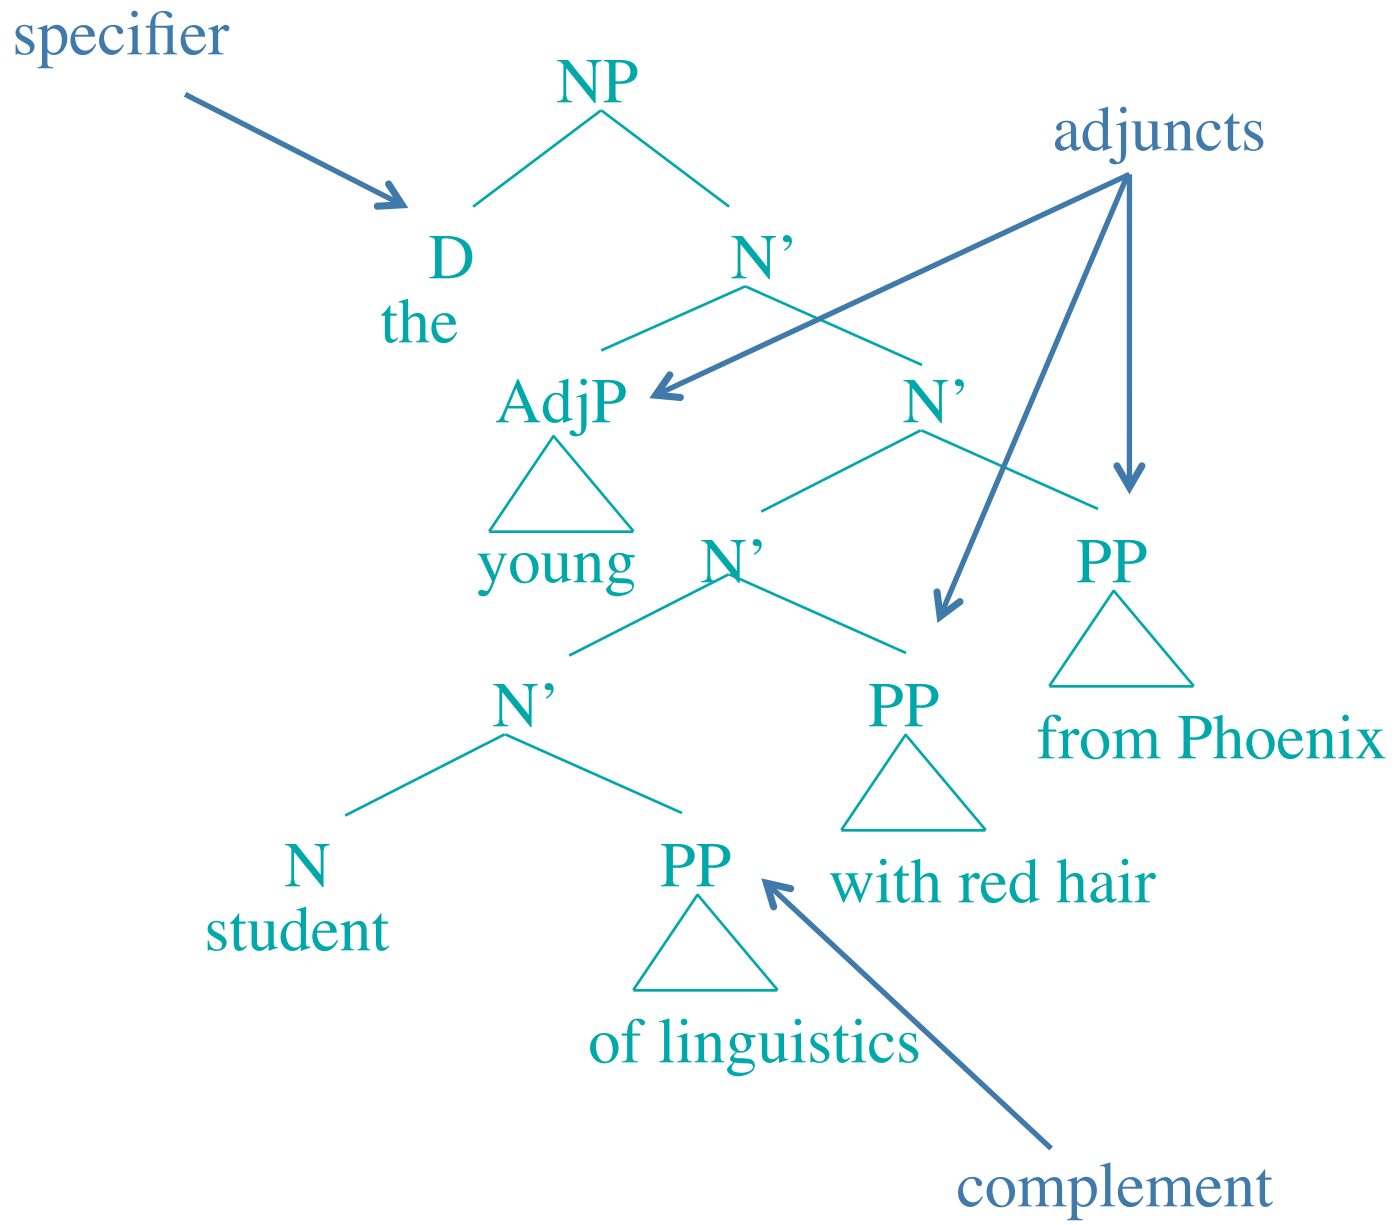 specifier
NP
adjuncts
D
the
N’
AdjP
young
N’
N’
PP
from Phoenix
N’
PP
with red hair
N
student
PP
of linguistics
complement